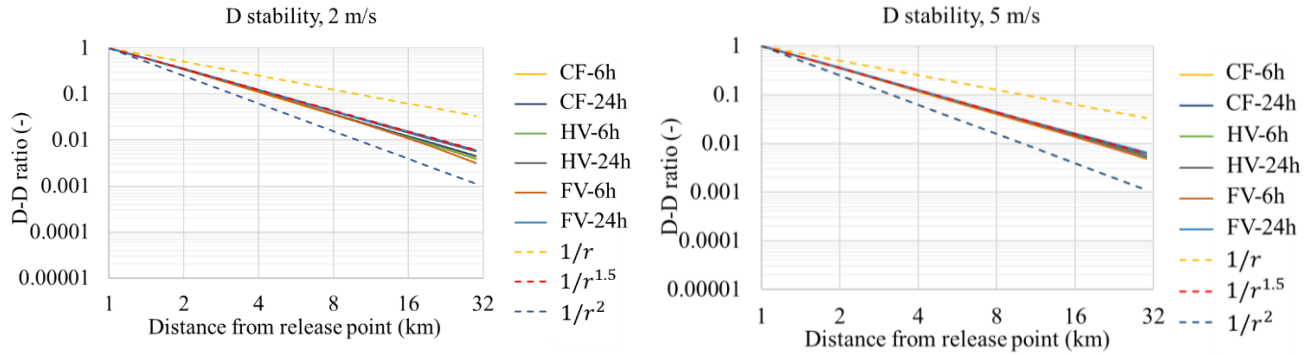 D stability, 2 m/s
D-D ratio (-)
1
0.1
0.01
0.001
0.0001
0.00001
1 2 4 8 16 32
Distance from release point (km)
CF-6h
CF-24h
HV-6h
HV-24h
FV-6h
FV-24h
1/r
1/r^1.5
1/r^2
D stability, 5 m/s
D-D ratio (-)
1
0.1
0.01
0.001
0.0001
0.00001
1 2 4 8 16 32
Distance from release point (km)
CF-6h
CF-24h
HV-6h
HV-24h
FV-6h
FV-24h
1/r
1/r^1.5
1/r^2